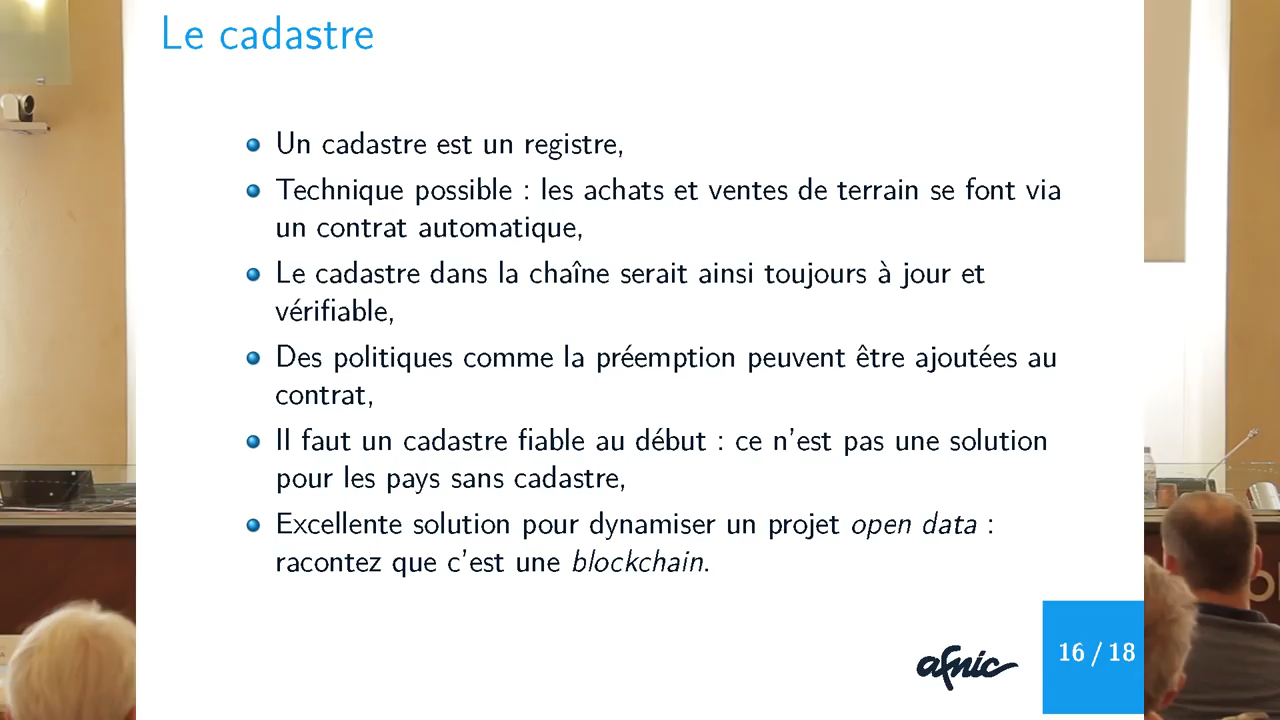 Le cadastre
Un cadastre est un registre,
Technique possible : les achats et ventes de terrain se font via
un contrat automatique,
Le cadastre dans la chaîne serait ainsi toujours à jour et
vérifiable,
Des politiques comme la préemption peuvent être ajoutées au
contrat,
Il faut un cadastre fiable au début : ce n'est pas une solution
pour les pays sans cadastre,
Excellente solution pour dynamiser un projet open data :
racontez que c'est une blockchain.
afnic
16 / 18